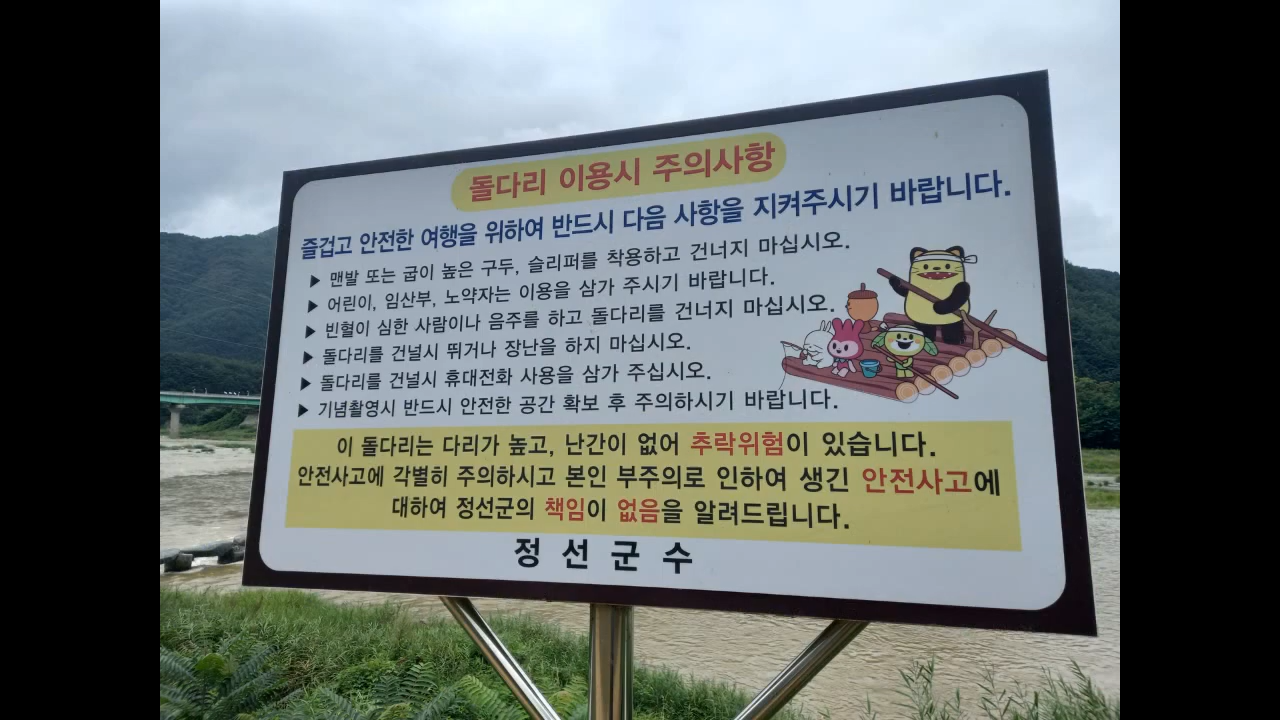 돌다리 이용시 주의사항
즐겁고 안전한 여행을 위하여 반드시 다음 사항을 지켜주시기 바랍니다.
▶ 맨발 또는 굽이 높은 구두, 슬리퍼를 착용하고 건너지 마십시오.
▶ 어린이, 임산부, 노약자는 이용을 삼가 주시기 바랍니다.
▶ 빈혈이 심한 사람이나 음주를 하고 돌다리를 건너지 마십시오.
▶ 돌다리를 건널시 뛰거나 장난을 하지 마십시오.
▶ 돌다리를 건널시 휴대전화 사용을 삼가 주십시오.
▶ 기념촬영시 반드시 안전한 공간 확보 후 주의하시기 바랍니다.
이 돌다리는 다리가 높고, 난간이 없어 추락위험이 있습니다.
안전사고에 각별히 주의하시고 본인 부주의로 인하여 생긴 안전사고에
대하여 정선군의 책임이 없음을 알려드립니다.
정 선 군 수